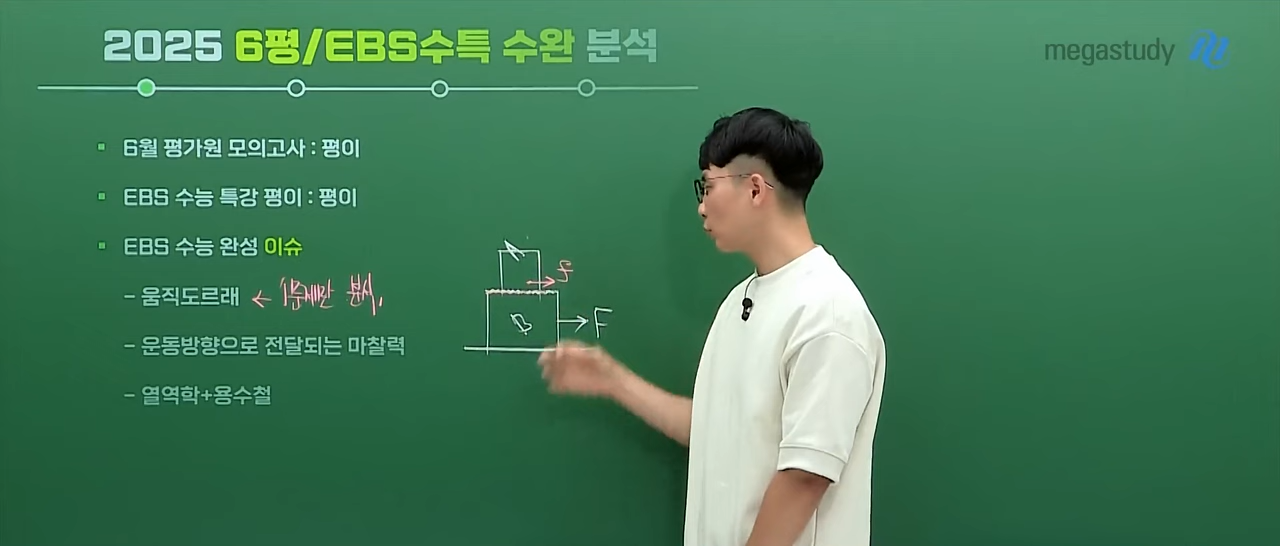 2025 6평/EBS수특 수완 분석
megastudy
6월 평가원 모의고사 : 평이
EBS 수능 특강 평이 : 평이
EBS 수능 완성 이슈
- 움직도르래 ← 1문제만 분석.
- 운동방향으로 전달되는 마찰력
- 열역학+용수철
A
f
B
F